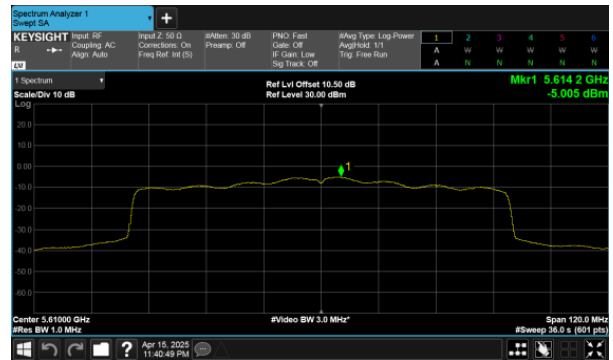 Spectrum Analyzer 1
Swept SA
+
KEYSIGHT Input: RF Input Z: 50 Ω #Atten: 30 dB PNO: Fast #Avg Type: Log-Power 1 2 3 4 5 6
R Coupling: AC Corrections: On Preamp: Off Gate: Off Avg|Hold: 1/1 A W W W W W
Align: Auto Freq Ref: Int (S) IF Gain: Low Trig: Free Run
LXI Sig Track: Off A N N N N N
1 Spectrum Ref Lvl Offset 10.50 dB Mkr1 5.614 2 GHz
Scale/Div 10 dB Ref Level 30.00 dBm -5.005 dBm
Log
20.0
10.0
0.00
1
-10.0
-20.0
-30.0
-40.0
-50.0
-60.0
Center 5.61000 GHz #Video BW 3.0 MHz* Span 120.0 MHz
#Res BW 1.0 MHz #Sweep 36.0 s (601 pts)
? Apr 15, 2025
11:40:49 PM